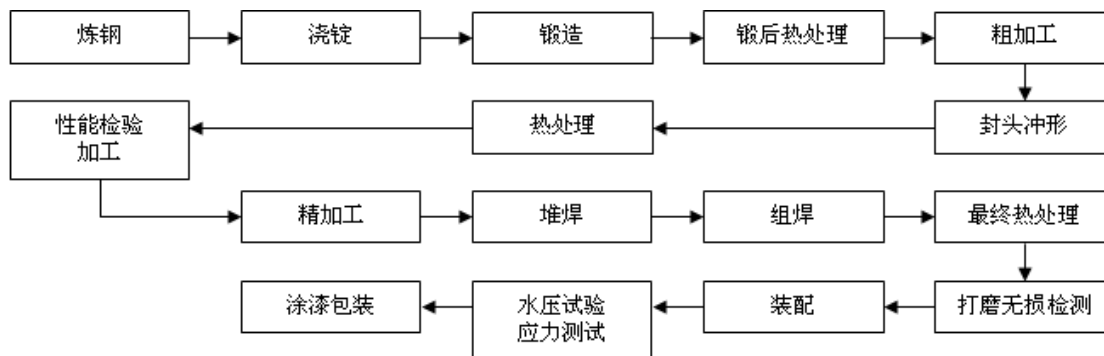 炼钢
浇锭
锻造
锻后热处理
粗加工
封头冲形
热处理
性能检验
加工
精加工
堆焊
组焊
最终热处理
打磨无损检测
装配
水压试验
应力测试
涂漆包装